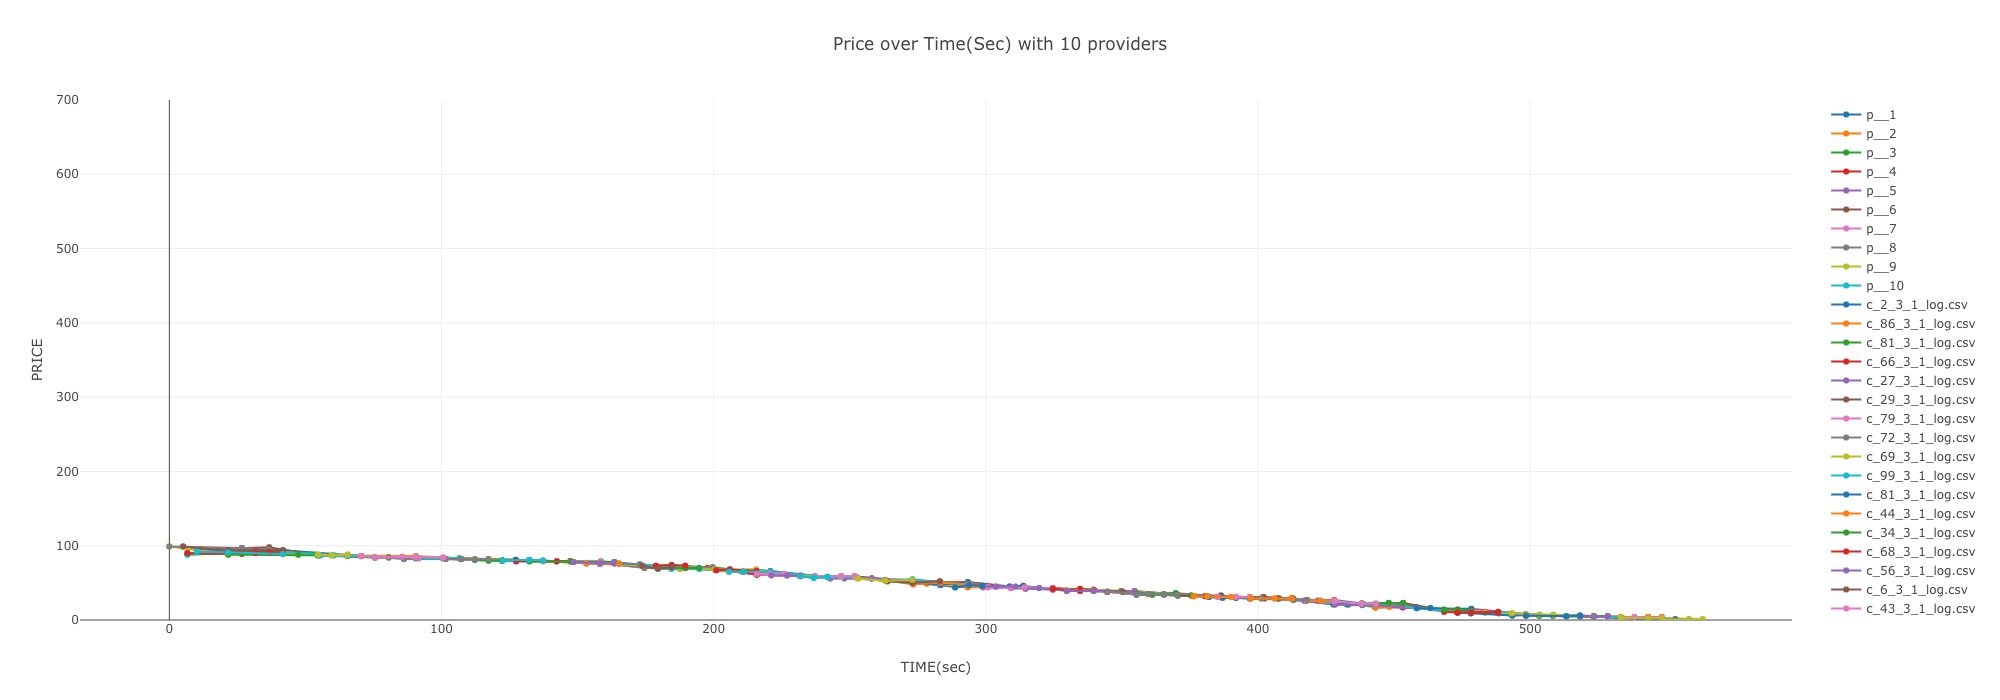 Price over Time(Sec) with 10 providers
700
600
500
400
300
200
100
0
PRICE
0 100 200 300 400 500
TIME(sec)
p__1
p__2
p__3
p__4
p__5
p__6
p__7
p__8
p__9
p__10
c_2_3_1_log.csv
c_86_3_1_log.csv
c_81_3_1_log.csv
c_66_3_1_log.csv
c_27_3_1_log.csv
c_29_3_1_log.csv
c_79_3_1_log.csv
c_72_3_1_log.csv
c_69_3_1_log.csv
c_99_3_1_log.csv
c_81_3_1_log.csv
c_44_3_1_log.csv
c_34_3_1_log.csv
c_68_3_1_log.csv
c_56_3_1_log.csv
c_6_3_1_log.csv
c_43_3_1_log.csv